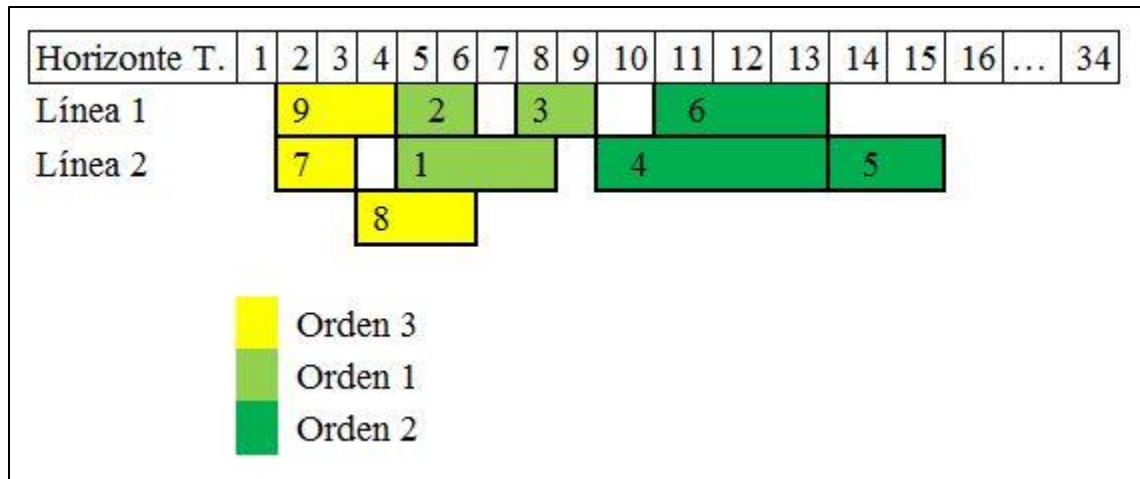 Horizonte T. 1 2 3 4 5 6 7 8 9 10 11 12 13 14 15 16 ... 34
Línea 1 9 2 3 6
Línea 2 7 1 4 5
8
Orden 3
Orden 1
Orden 2